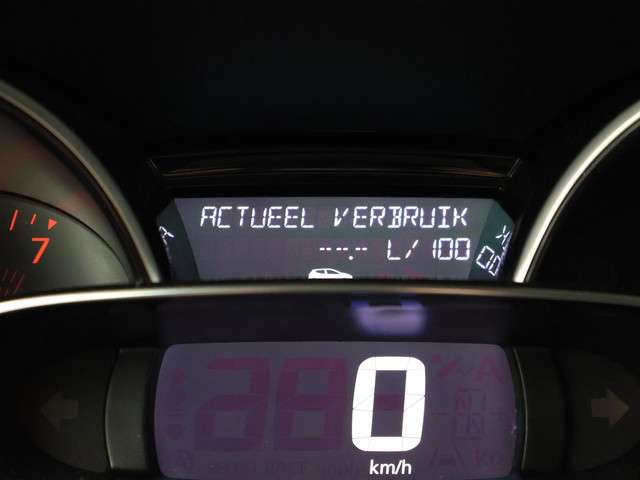 ACTUEEL VERBRUIK
--.- L/100
7
0
km/h